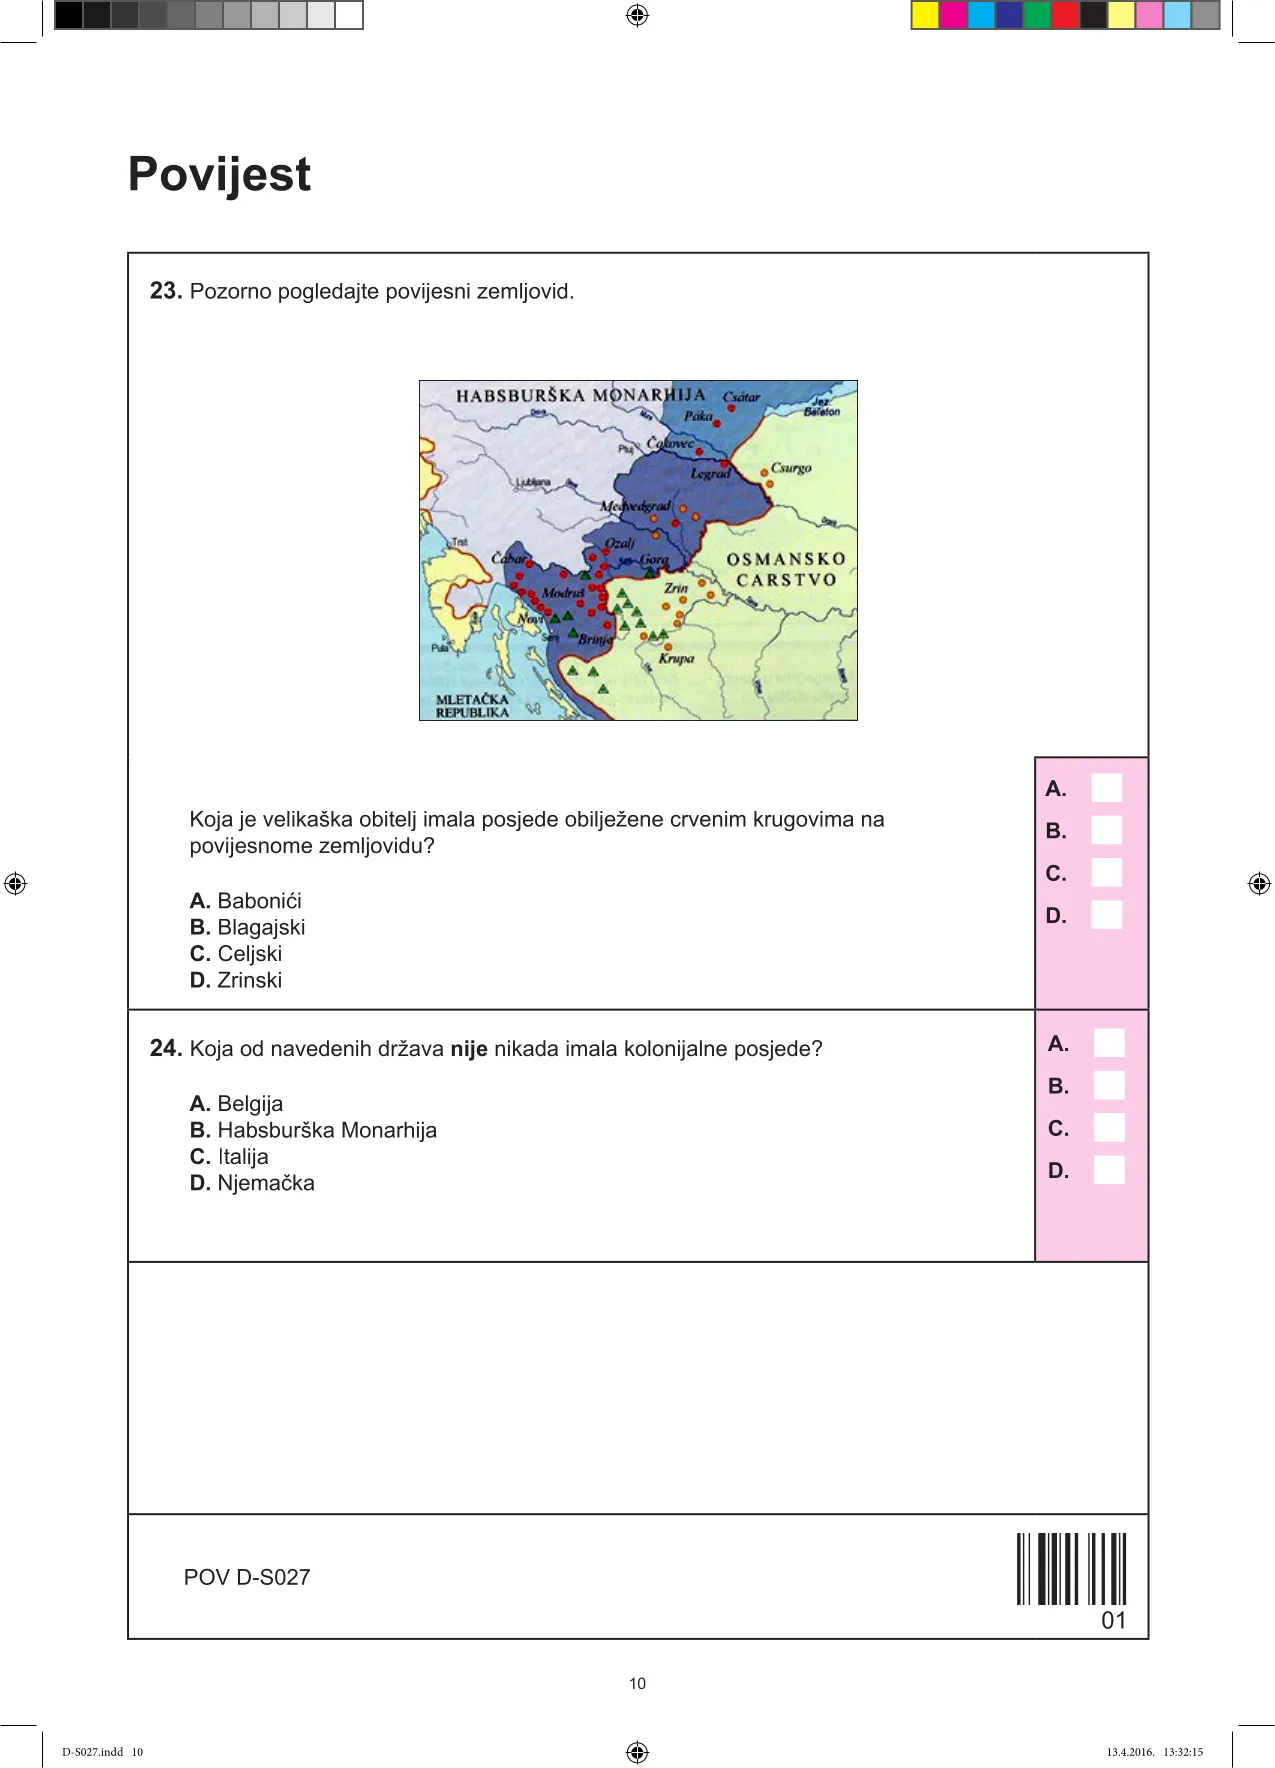 Povijest
23. Pozorno pogledajte povijesni zemljovid.
HABSBURŠKA MONARHIJA
Csátar
Jez.
Balaton
Páka
Drava
Mura
Ptuj
Čakovec
Legrad
Csurgo
Ljubljana
Sava
Medvedgrad
Drava
Trst
Ozalj
OSMANSKO
CARSTVO
Čabar
Gora
Modruš
Zrin
Novi
Senj
Brinje
Pula
Krupa
MLETAČKA
REPUBLIKA
Koja je velikaška obitelj imala posjede obilježene crvenim krugovima na
povijesnome zemljovidu?
A. Babonići
B. Blagajski
C. Celjski
D. Zrinski
A.
B.
C.
D.
24. Koja od navedenih država nije nikada imala kolonijalne posjede?
A. Belgija
B. Habsburška Monarhija
C. Italija
D. Njemačka
A.
B.
C.
D.
POV D-S027
01
10
D-S027.indd 10
13.4.2016. 13:32:15